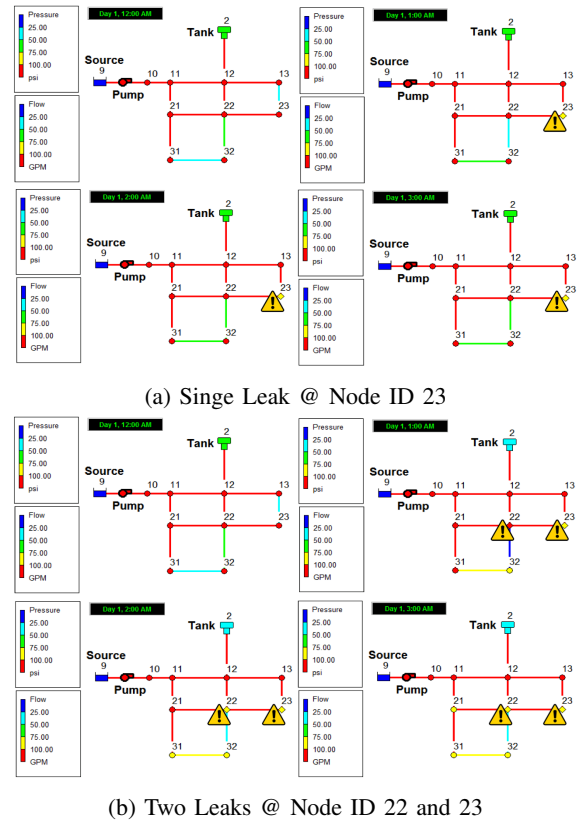 Day 1, 12:00 AM
Pressure
25.00
50.00
75.00
100.00
psi
Flow
25.00
50.00
75.00
100.00
GPM
Source
9
Pump
10
11
Tank
2
12
13
21
22
23
31
32
Day 1, 1:00 AM
Pressure
25.00
50.00
75.00
100.00
psi
Flow
25.00
50.00
75.00
100.00
GPM
Source
9
Pump
10
11
Tank
2
12
13
21
22
23
31
32
Day 1, 2:00 AM
Pressure
25.00
50.00
75.00
100.00
psi
Flow
25.00
50.00
75.00
100.00
GPM
Source
9
Pump
10
11
Tank
2
12
13
21
22
23
31
32
Day 1, 3:00 AM
Pressure
25.00
50.00
75.00
100.00
psi
Flow
25.00
50.00
75.00
100.00
GPM
Source
9
Pump
10
11
Tank
2
12
13
21
22
23
31
32
(a) Singe Leak @ Node ID 23
Day 1, 12:00 AM
Pressure
25.00
50.00
75.00
100.00
psi
Flow
25.00
50.00
75.00
100.00
GPM
Source
9
Pump
10
11
Tank
2
12
13
21
22
23
31
32
Day 1, 1:00 AM
Pressure
25.00
50.00
75.00
100.00
psi
Flow
25.00
50.00
75.00
100.00
GPM
Source
9
Pump
10
11
Tank
2
12
13
21
22
23
31
32
Day 1, 2:00 AM
Pressure
25.00
50.00
75.00
100.00
psi
Flow
25.00
50.00
75.00
100.00
GPM
Source
9
Pump
10
11
Tank
2
12
13
21
22
23
31
32
Day 1, 3:00 AM
Pressure
25.00
50.00
75.00
100.00
psi
Flow
25.00
50.00
75.00
100.00
GPM
Source
9
Pump
10
11
Tank
2
12
13
21
22
23
31
32
(b) Two Leaks @ Node ID 22 and 23